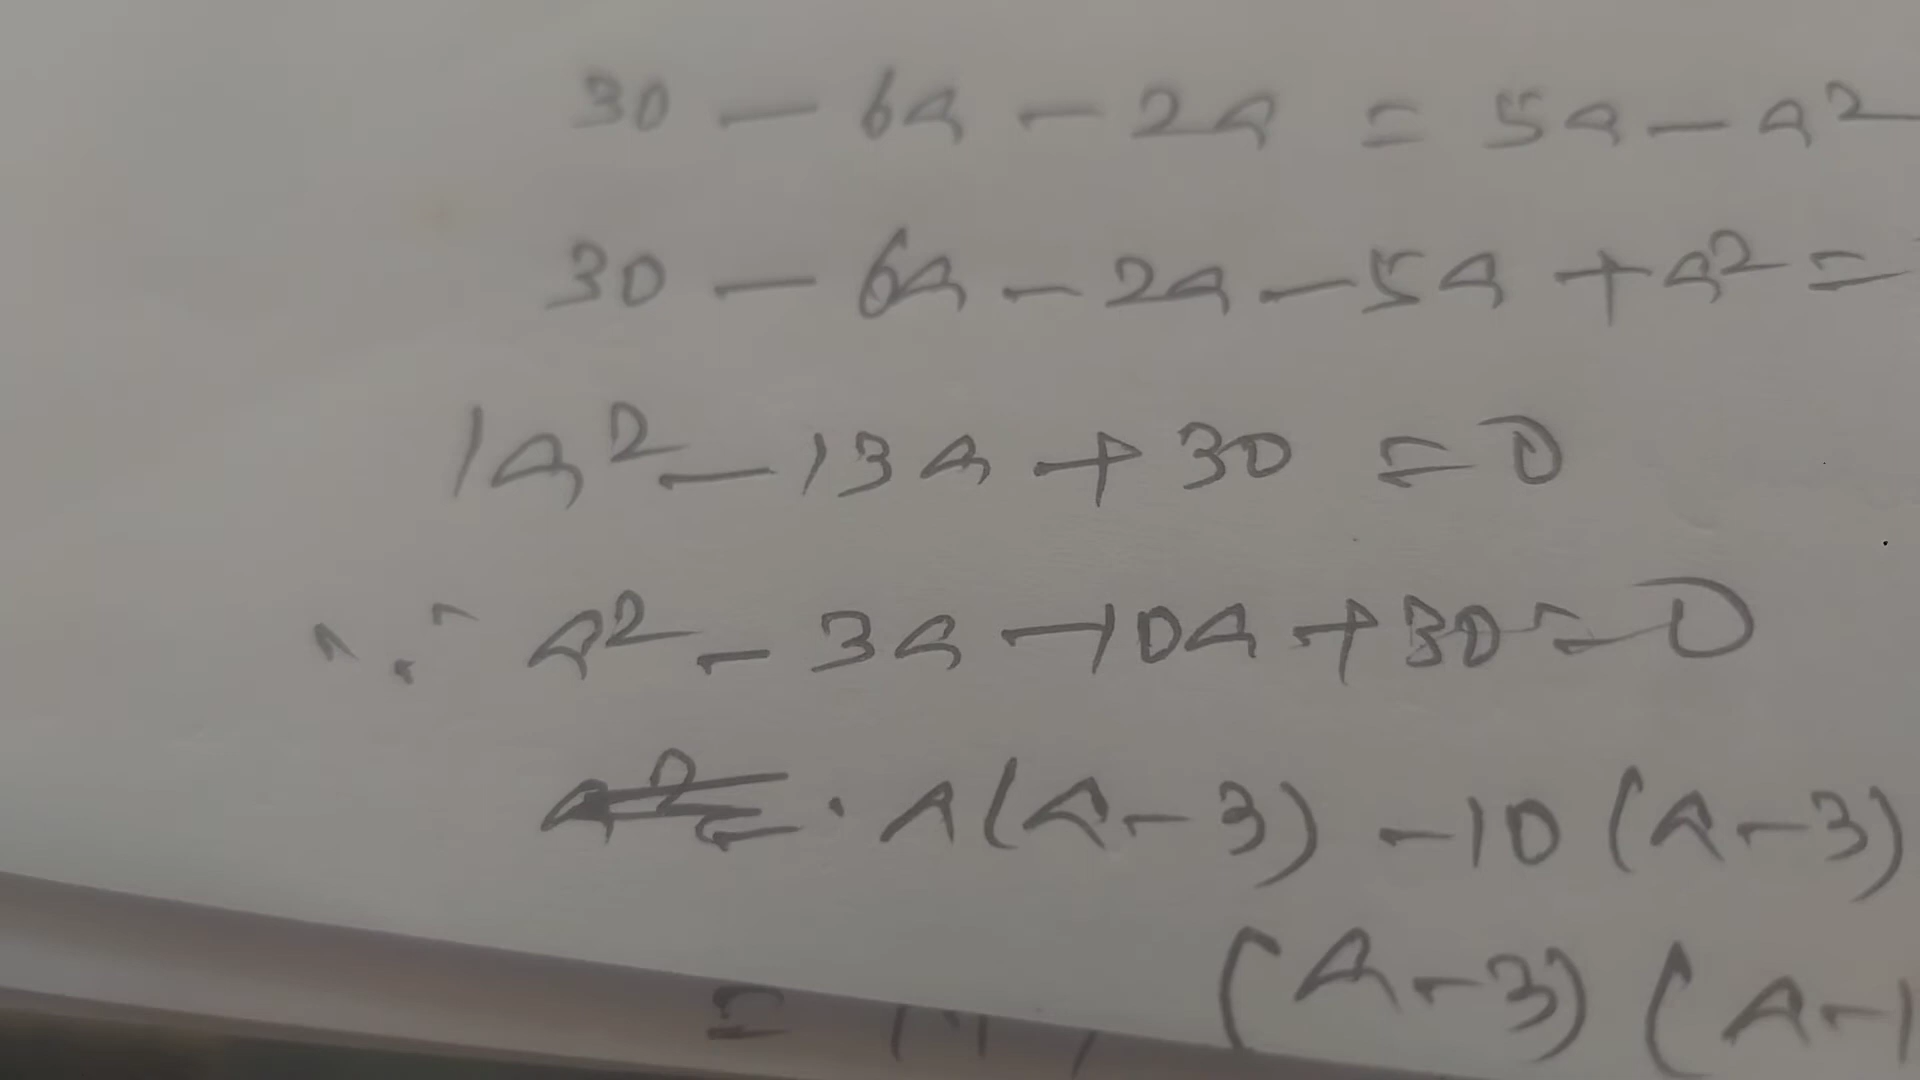 30 - 6A - 2A = 5A - A²
30 - 6A - 2A - 5A + A² =
1A² - 13A + 30 = 0
∵ A² - 3A - 10A + 30 = 0
A(A-3) - 10(A-3)
(A-3)(A-1